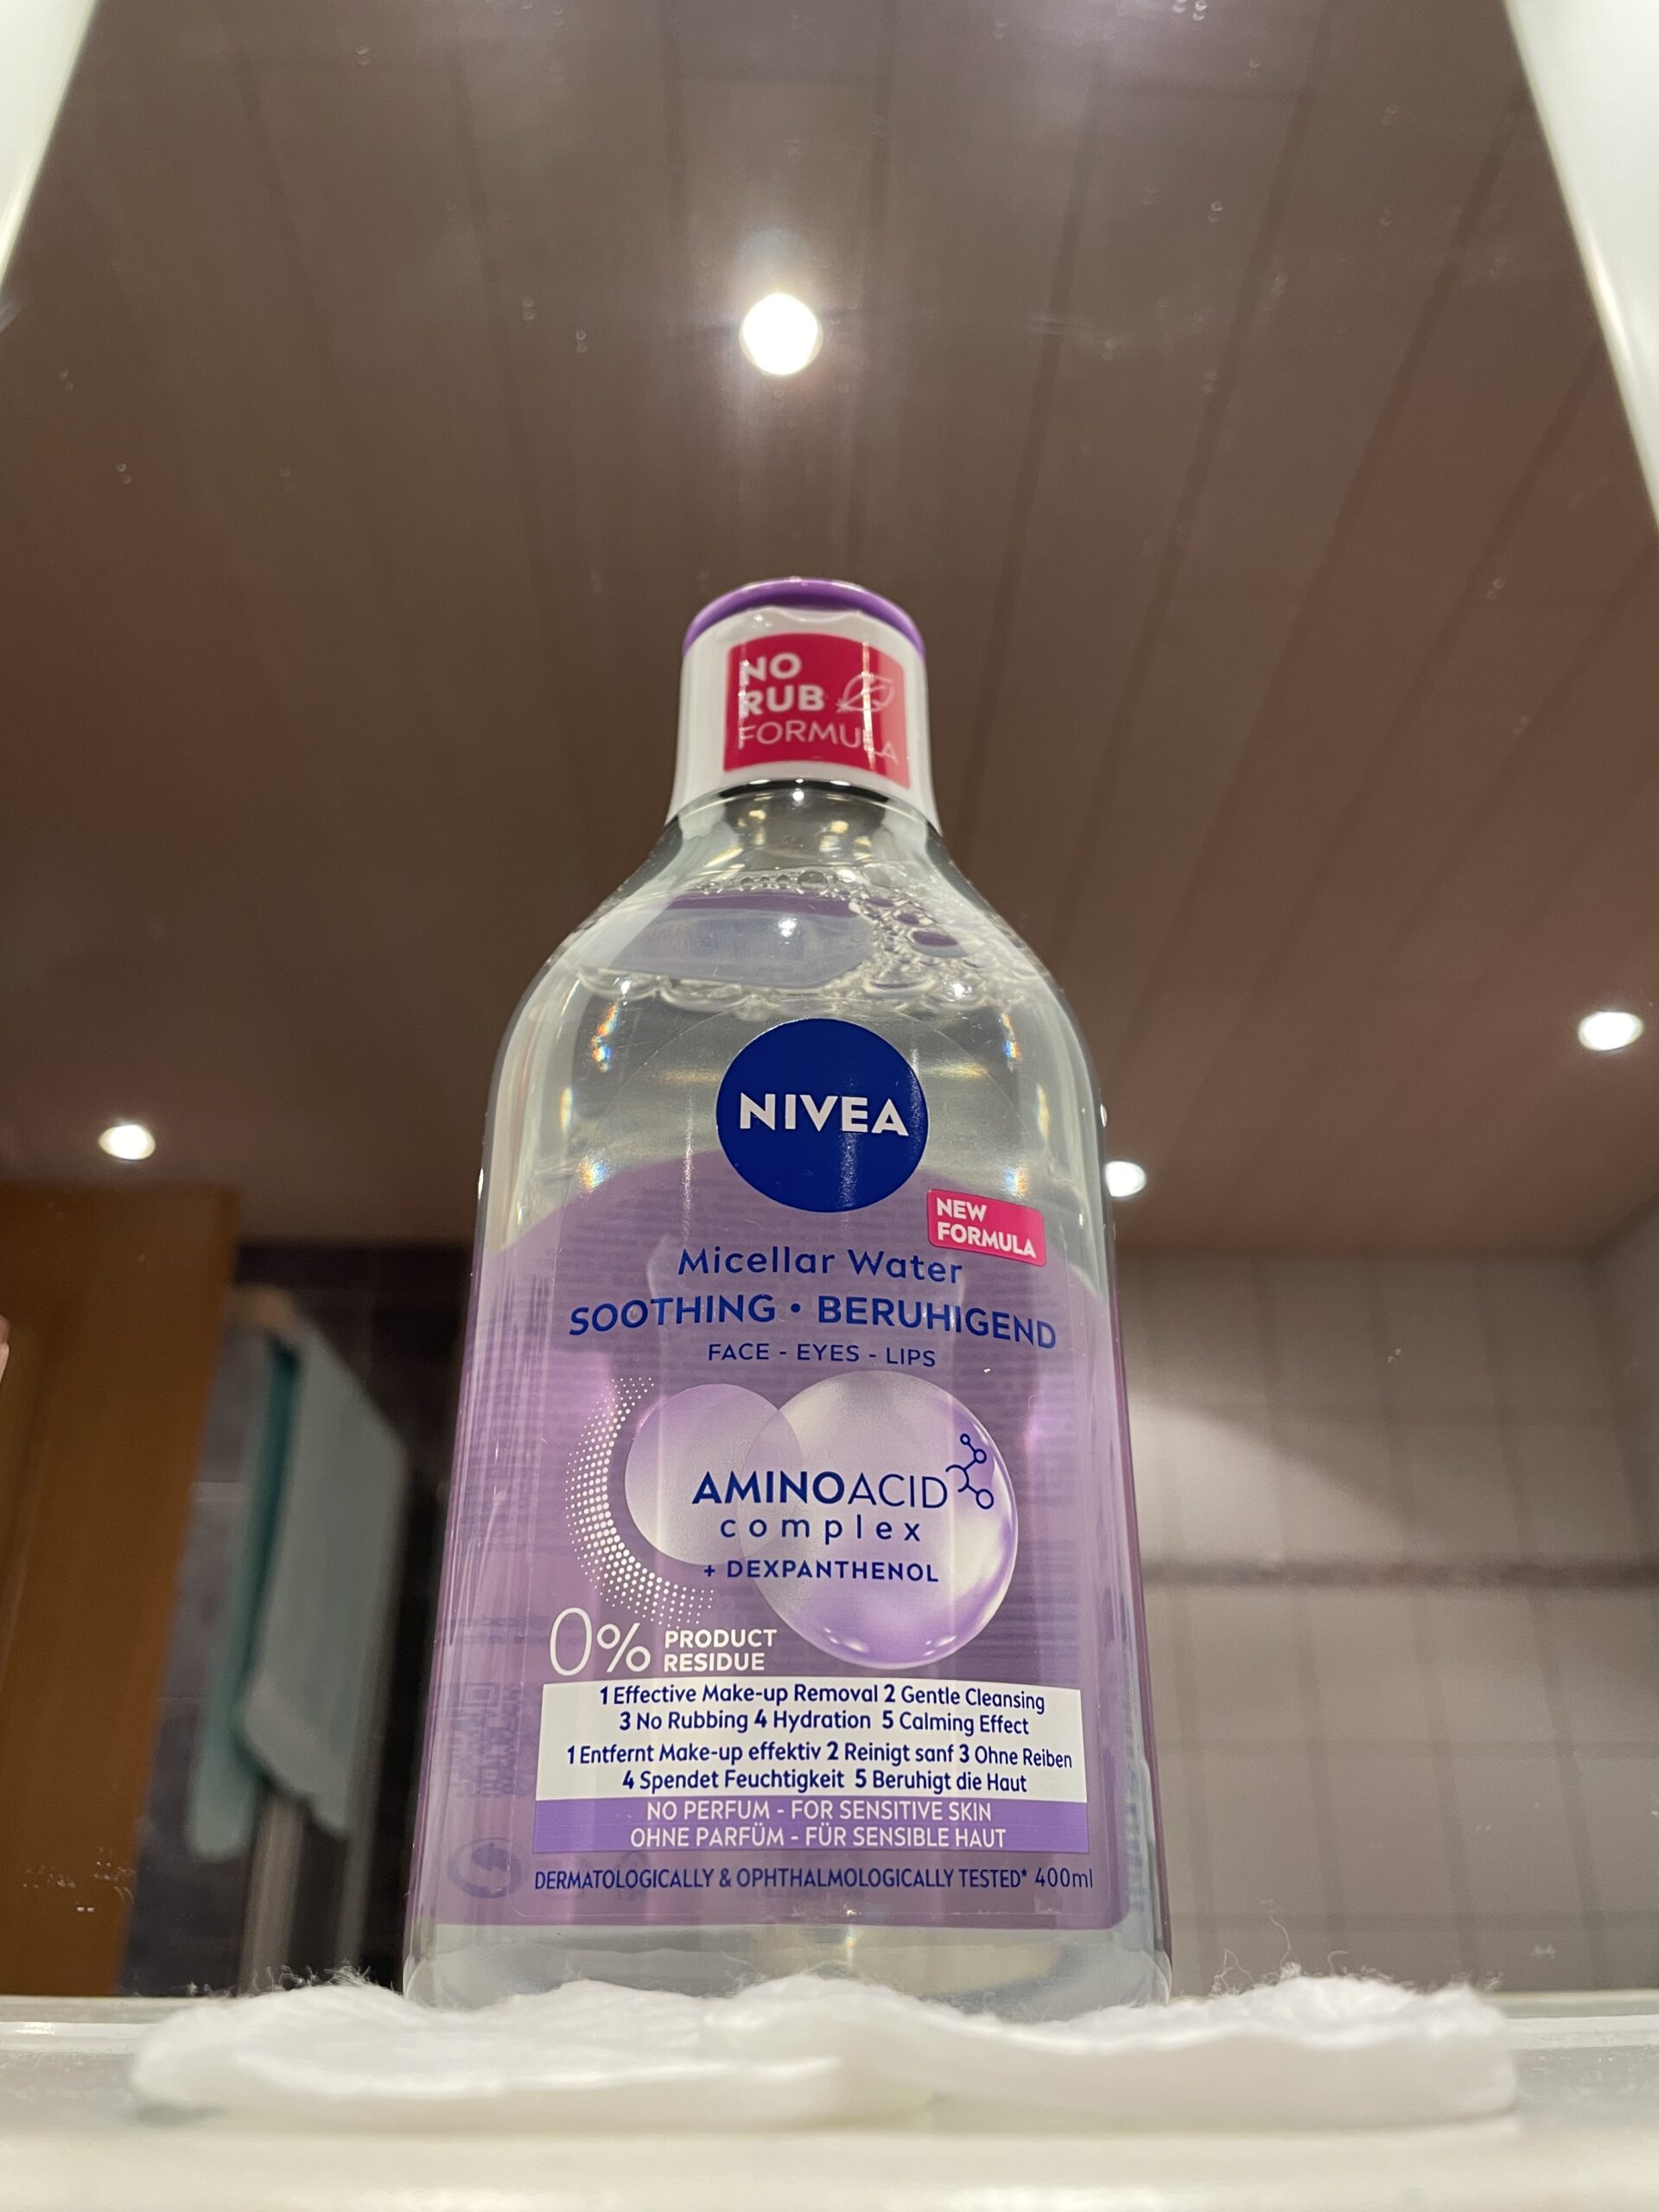 NO
RUB
FORMULA
NIVEA
NEW
FORMULA
Micellar Water
SOOTHING • BERUHIGEND
FACE - EYES - LIPS
AMINOACID
complex
+ DEXPANTHENOL
0% PRODUCT
RESIDUE
1 Effective Make-up Removal 2 Gentle Cleansing
3 No Rubbing 4 Hydration 5 Calming Effect
1 Entfernt Make-up effektiv 2 Reinigt sanf 3 Ohne Reiben
4 Spendet Feuchtigkeit 5 Beruhigt die Haut
NO PERFUM - FOR SENSITIVE SKIN
OHNE PARFÜM - FÜR SENSIBLE HAUT
DERMATOLOGICALLY & OPHTHALMOLOGICALLY TESTED* 400ml